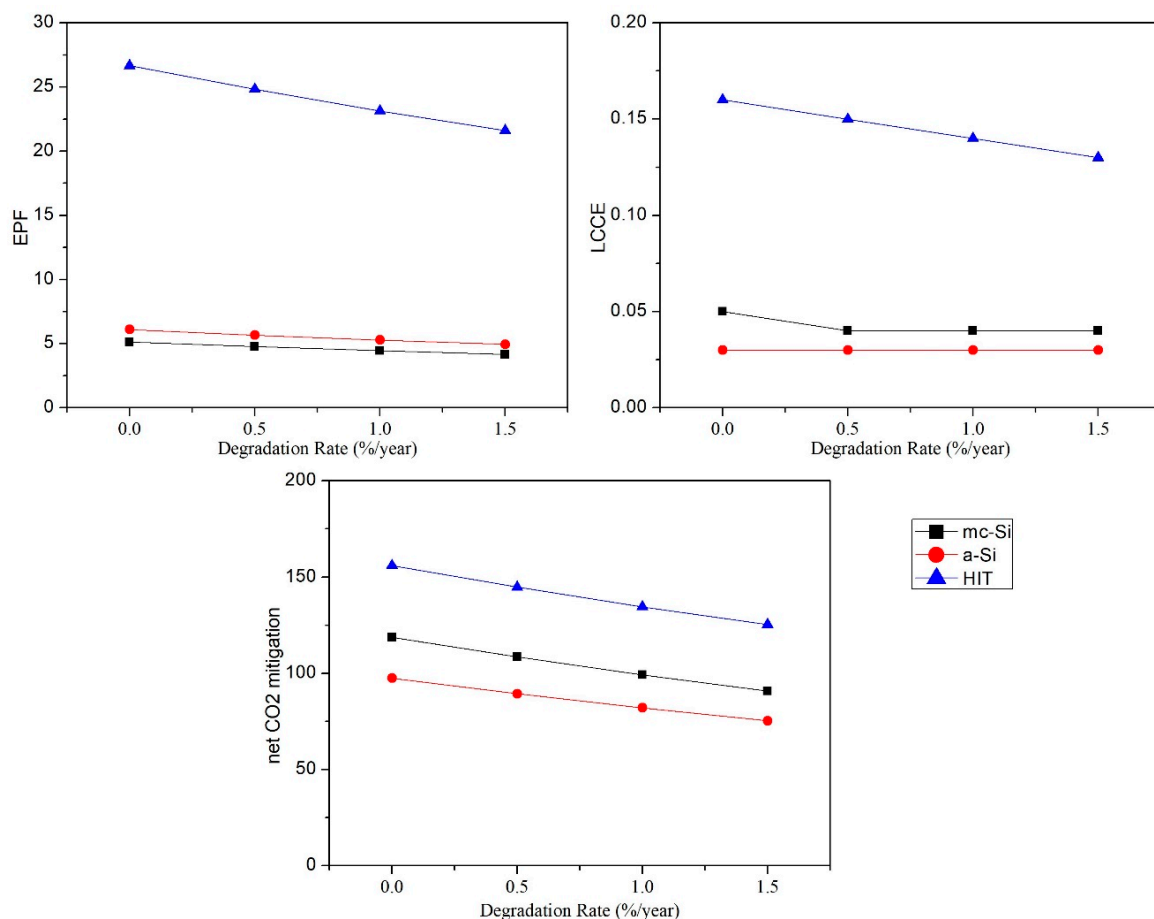 30
25
20
15
10
5
0
EPF
0.0 0.5 1.0 1.5
Degradation Rate (%/year)
0.20
0.15
0.10
0.05
0.00
LCCE
0.0 0.5 1.0 1.5
Degradation Rate (%/year)
200
150
100
50
0
net CO2 mitigation
0.0 0.5 1.0 1.5
Degradation Rate (%/year)
mc-Si
a-Si
HIT